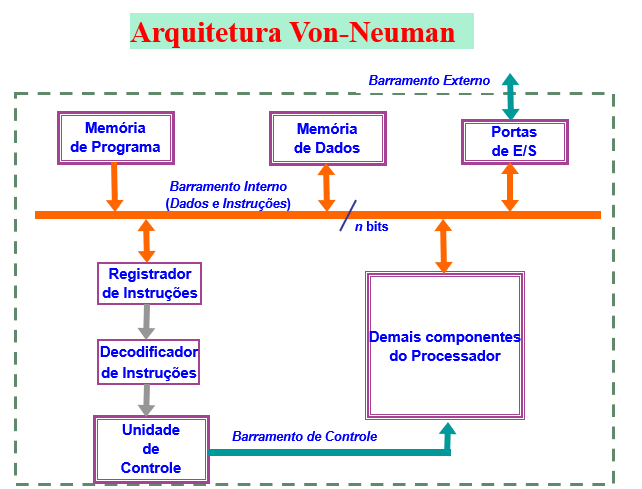 Arquitetura Von-Neuman
Barramento Externo
Memória
de Programa
Memória
de Dados
Portas
de E/S
Barramento Interno
(Dados e Instruções)
n bits
Registrador
de Instruções
Decodificador
de Instruções
Demais componentes
do Processador
Unidade
de
Controle
Barramento de Controle